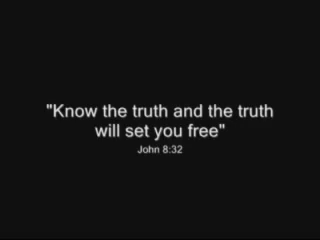 "Know the truth and the truth
will set you free"
John 8:32